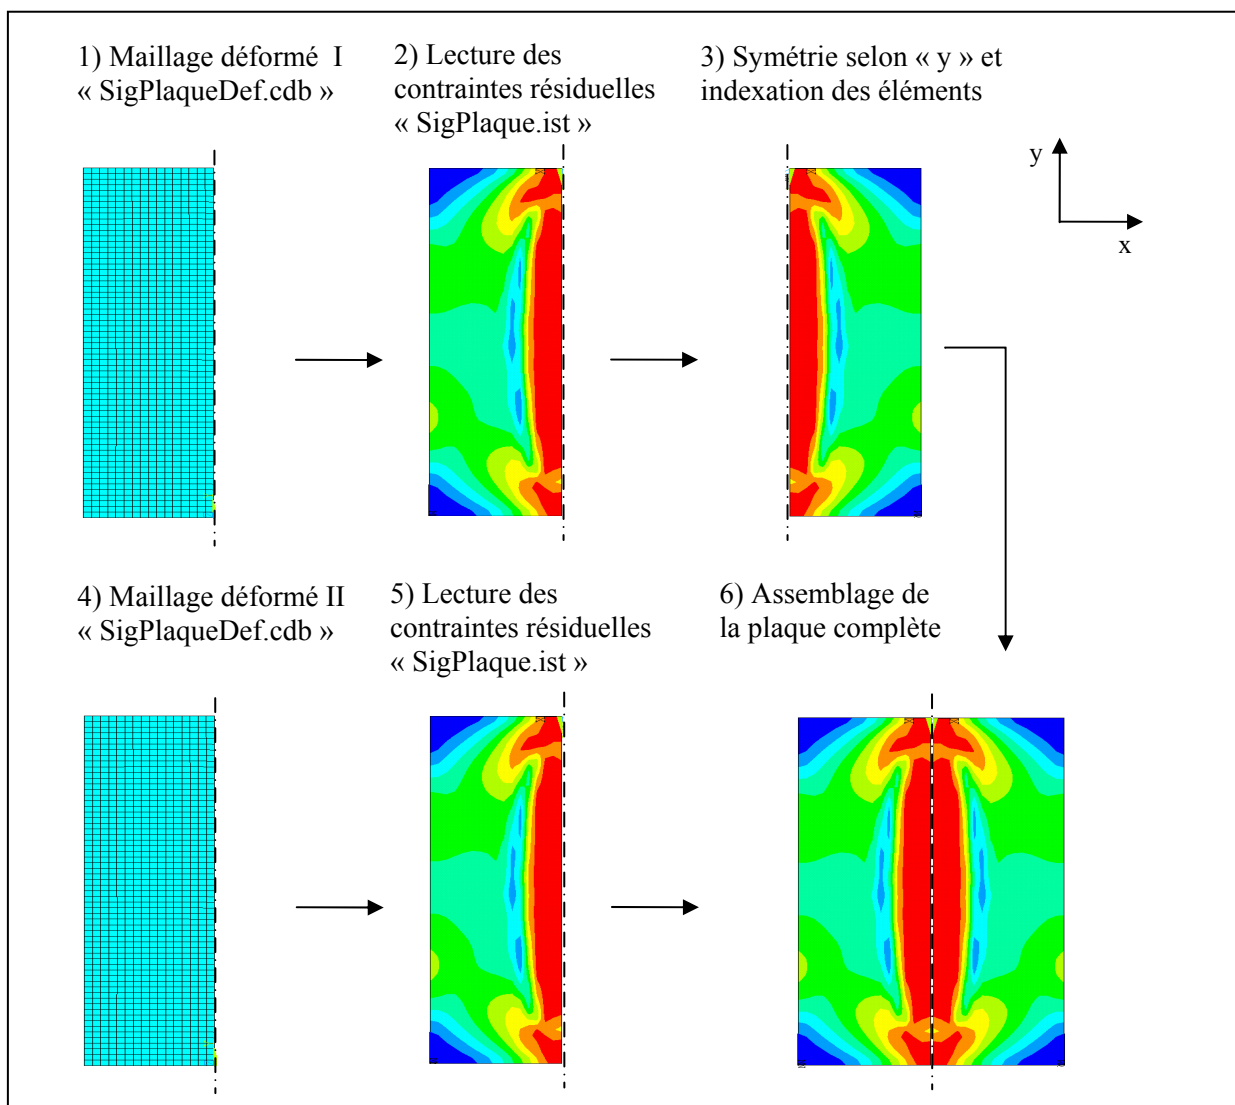 1) Maillage déformé I
« SigPlaqueDef.cdb »
2) Lecture des
contraintes résiduelles
« SigPlaque.ist »
3) Symétrie selon « y » et
indexation des éléments
y
x
4) Maillage déformé II
« SigPlaqueDef.cdb »
5) Lecture des
contraintes résiduelles
« SigPlaque.ist »
6) Assemblage de
la plaque complète